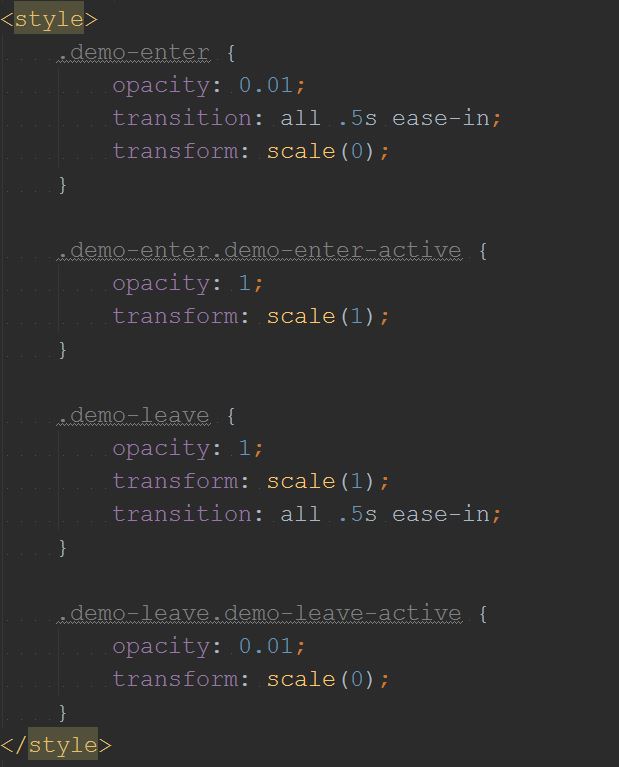 <style>
    .demo-enter {
        opacity: 0.01;
        transition: all .5s ease-in;
        transform: scale(0);
    }

    .demo-enter.demo-enter-active {
        opacity: 1;
        transform: scale(1);
    }

    .demo-leave {
        opacity: 1;
        transform: scale(1);
        transition: all .5s ease-in;
    }

    .demo-leave.demo-leave-active {
        opacity: 0.01;
        transform: scale(0);
    }
</style>